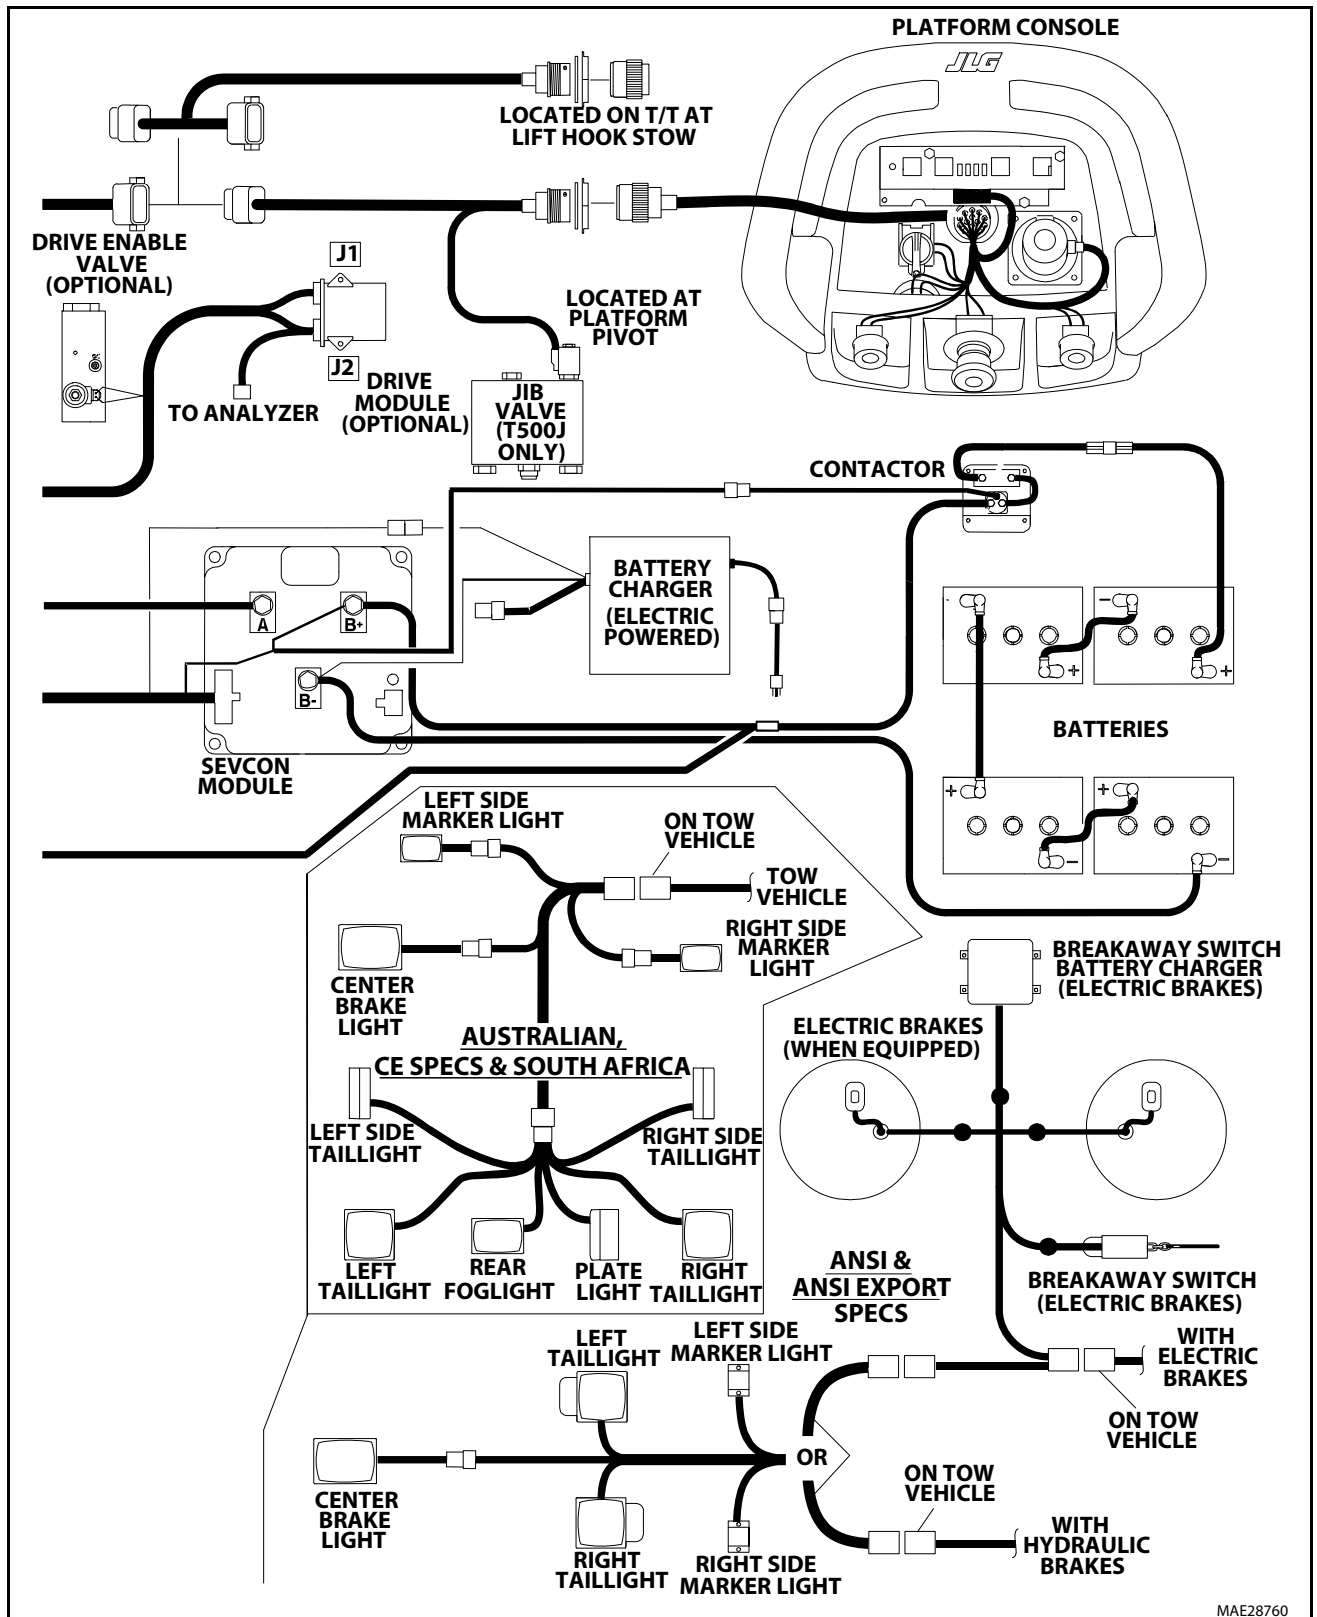 PLATFORM CONSOLE
JLG
LOCATED ON T/T AT
LIFT HOOK STOW
DRIVE ENABLE
VALVE
(OPTIONAL)
J1
J2
TO ANALYZER
DRIVE
MODULE
(OPTIONAL)
LOCATED AT
PLATFORM
PIVOT
JIB
VALVE
(T500J
ONLY)
CONTACTOR
BATTERY
CHARGER
(ELECTRIC
POWERED)
A
B+
B-
SEVCON
MODULE
-
+
-
+
BATTERIES
+
-
+
-
LEFT SIDE
MARKER LIGHT
ON TOW
VEHICLE
TOW
VEHICLE
RIGHT SIDE
MARKER
LIGHT
CENTER
BRAKE
LIGHT
AUSTRALIAN,
CE SPECS & SOUTH AFRICA
LEFT SIDE
TAILLIGHT
RIGHT SIDE
TAILLIGHT
LEFT
TAILLIGHT
REAR
FOGLIGHT
PLATE
LIGHT
RIGHT
TAILLIGHT
BREAKAWAY SWITCH
BATTERY CHARGER
(ELECTRIC BRAKES)
ELECTRIC BRAKES
(WHEN EQUIPPED)
ANSI &
ANSI EXPORT
SPECS
BREAKAWAY SWITCH
(ELECTRIC BRAKES)
LEFT
TAILLIGHT
LEFT SIDE
MARKER LIGHT
WITH
ELECTRIC
BRAKES
ON TOW
VEHICLE
OR
CENTER
BRAKE
LIGHT
RIGHT
TAILLIGHT
RIGHT SIDE
MARKER LIGHT
ON TOW
VEHICLE
WITH
HYDRAULIC
BRAKES
MAE28760